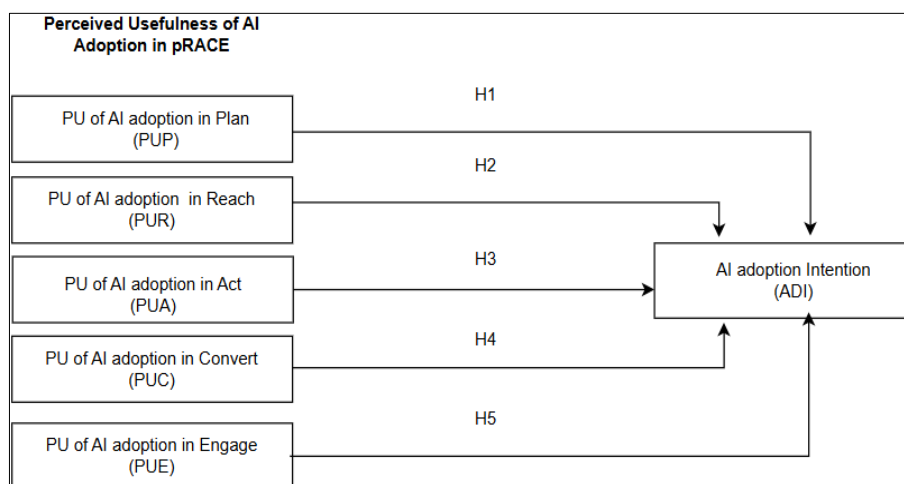 Perceived Usefulness of AI
Adoption in pRACE
H1
PU of AI adoption in Plan
(PUP)
H2
PU of AI adoption in Reach
(PUR)
H3
PU of AI adoption in Act
(PUA)
AI adoption Intention
(ADI)
H4
PU of AI adoption in Convert
(PUC)
H5
PU of AI adoption in Engage
(PUE)